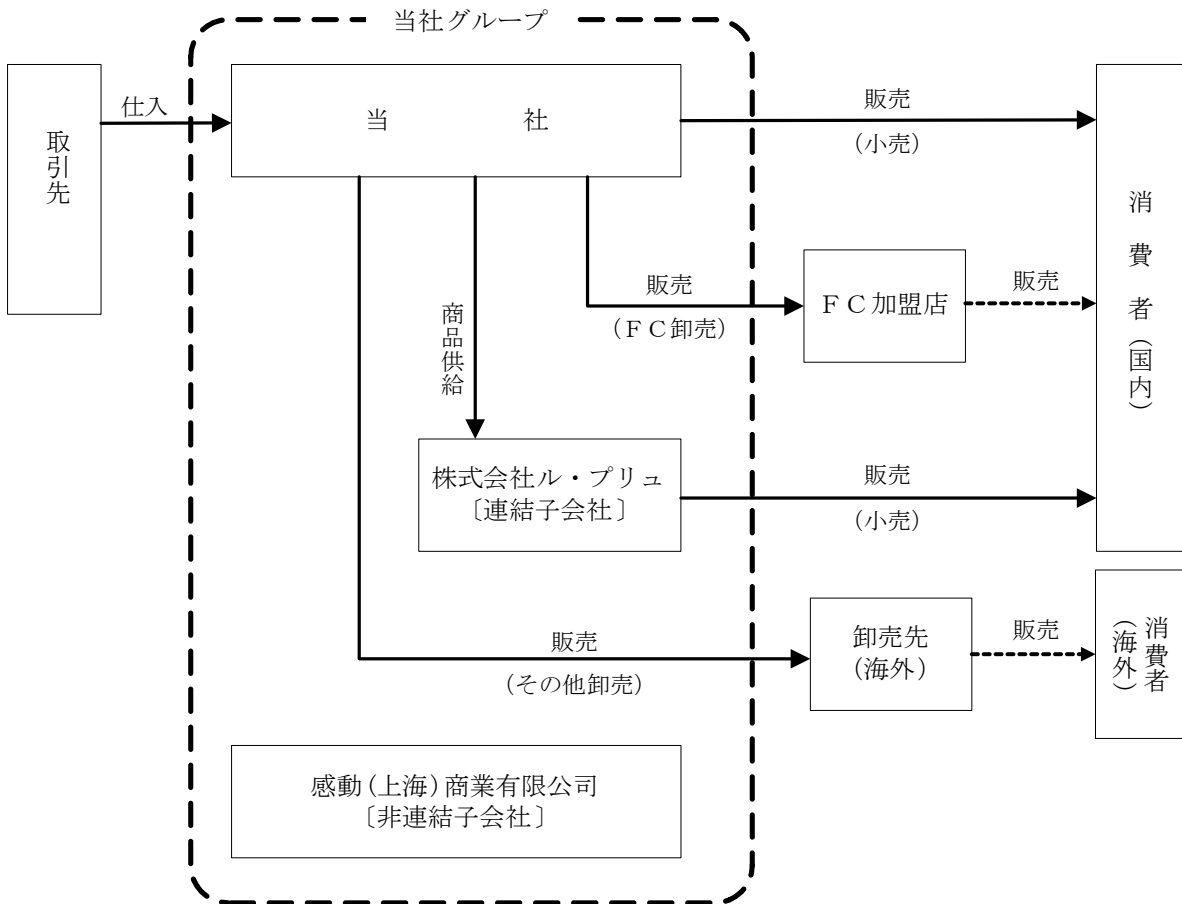 当社グループ
取引先
仕入
当　　　社
販売
(小売)
消費者(国内)
販売
(ＦＣ卸売)
ＦＣ加盟店
販売
商品供給
株式会社ル・プリュ
〔連結子会社〕
販売
(小売)
販売
(その他卸売)
卸売先
(海外)
販売
消費者
(海外)
感動(上海)商業有限公司
〔非連結子会社〕